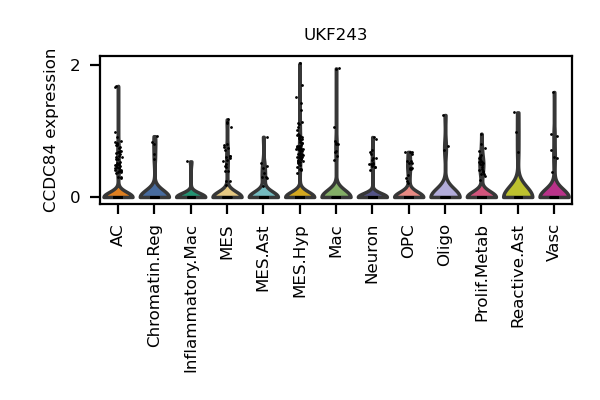 UKF243
CCDC84 expression
2
0
AC
Chromatin.Reg
Inflammatory.Mac
MES
MES.Ast
MES.Hyp
Mac
Neuron
OPC
Oligo
Prolif.Metab
Reactive.Ast
Vasc